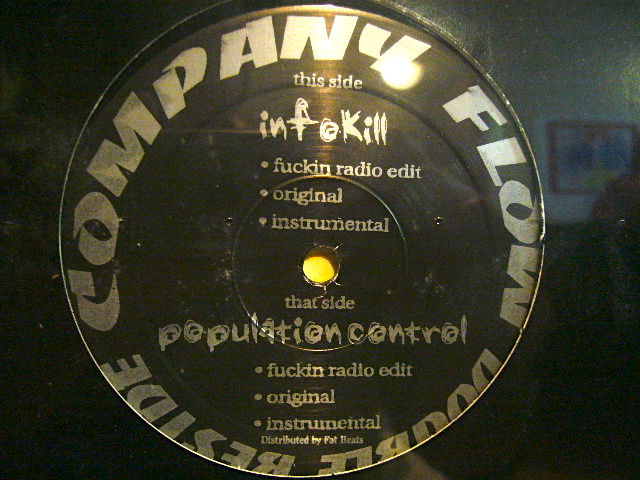 COMPANY FLOW
this side
infokill
• fuckin radio edit
• original
• instrumental
that side
population control
• fuckin radio edit
• original
• instrumental
Distributed by Fat Beats
DOUBLE BESIDE